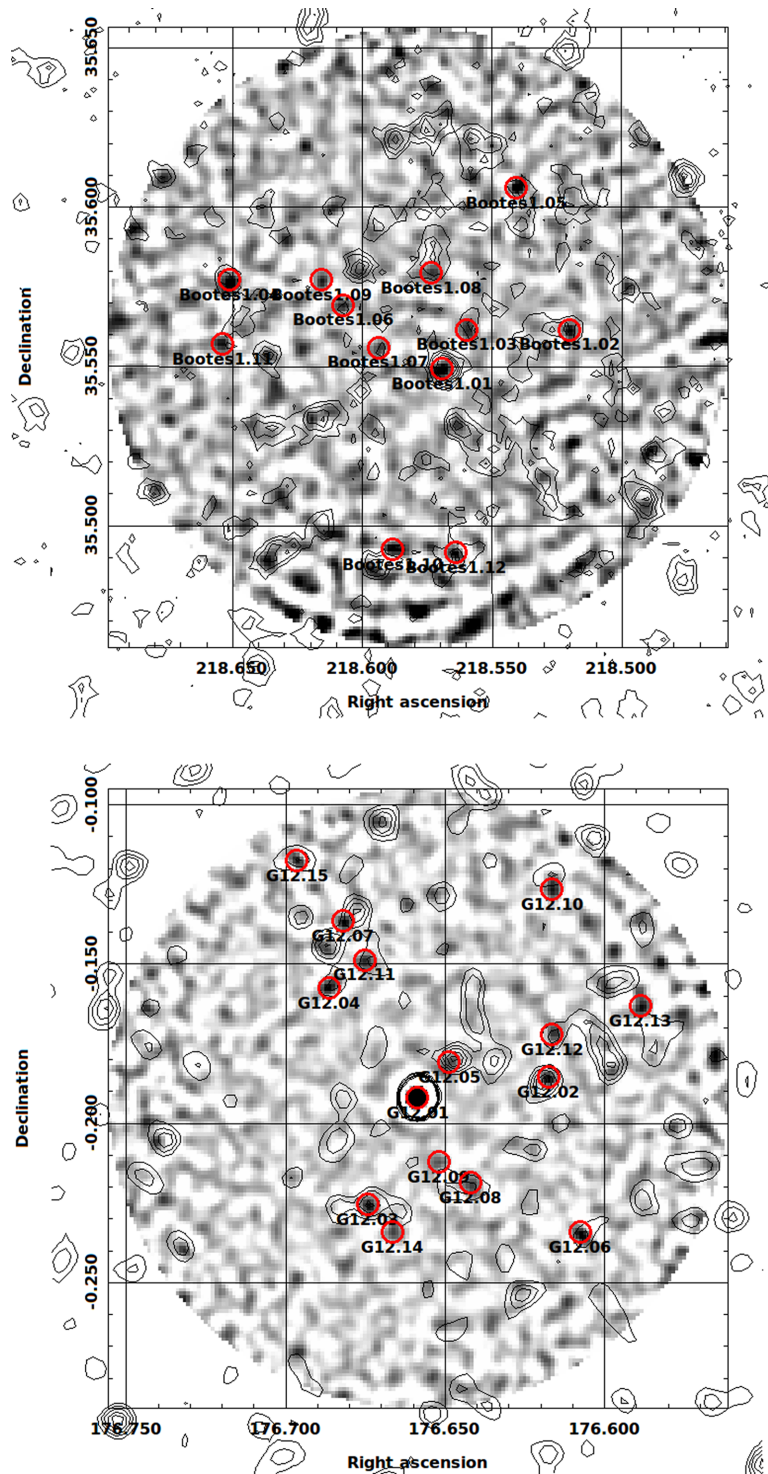 35.650
Bootes1.05
35.600
Bootes1.08
Bootes1.04
Bootes1.09
Bootes1.06
Bootes1.03
Bootes1.02
Bootes1.11
Bootes1.07
Bootes1.01
35.550
35.500
Bootes1.10
Bootes1.12
Declination
218.650 218.600 218.550 218.500
Right ascension
-0.100
G12.15
G12.10
G12.07
-0.150
G12.11
G12.04
G12.13
G12.12
G12.05
G12.02
G12.01
-0.200
G12.09
G12.08
G12.03
G12.14
G12.06
-0.250
Declination
176.750 176.700 176.650 176.600
Right ascension